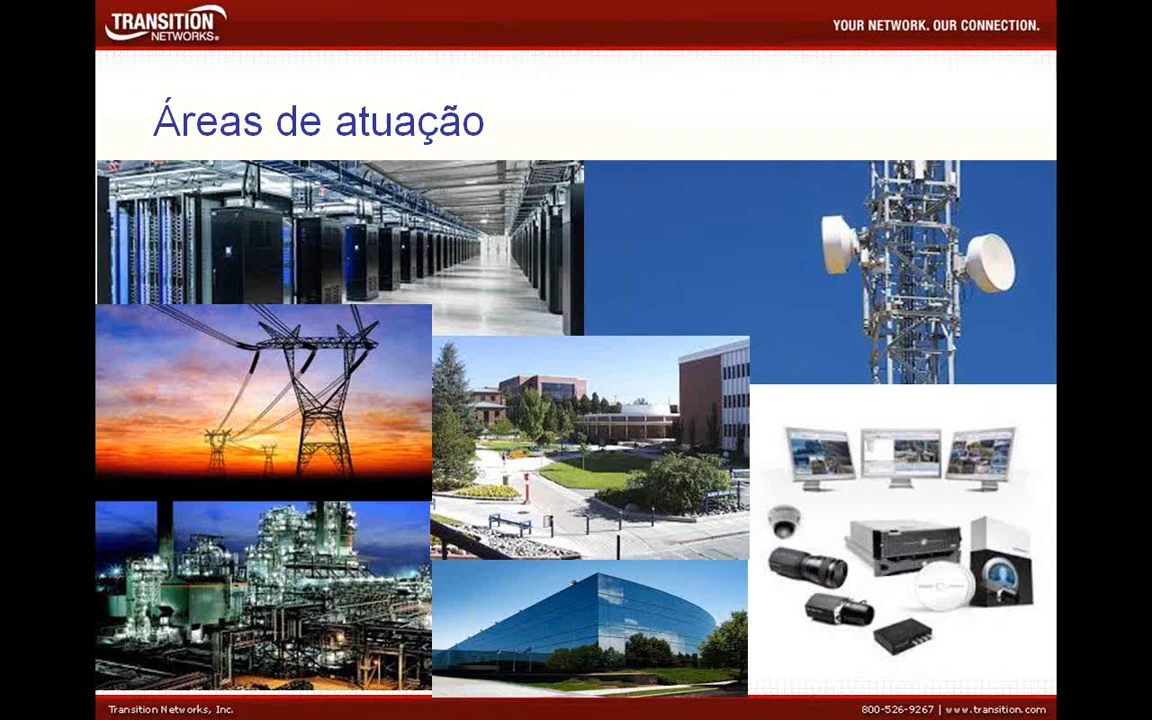 TRANSITION
NETWORKS®
YOUR NETWORK. OUR CONNECTION.
Áreas de atuação
Transition Networks, Inc.
800-526-9267 | www.transition.com